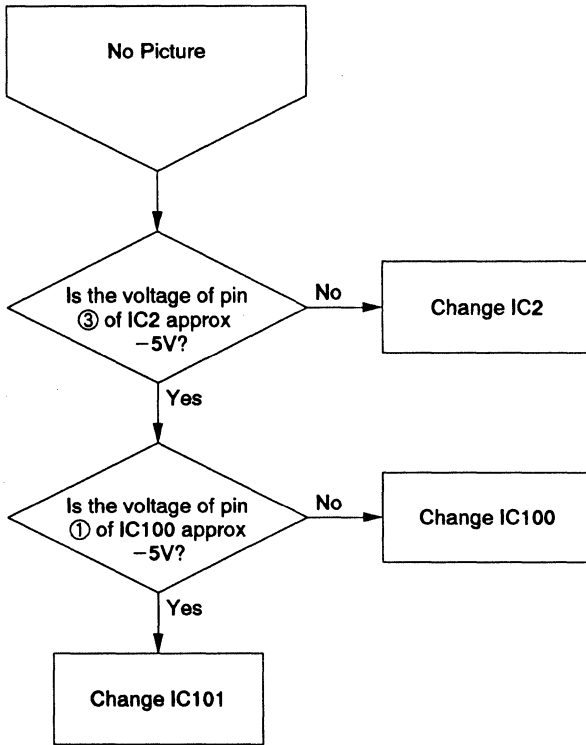 No Picture
Is the voltage of pin
③ of IC2 approx
−5V?
No
Change IC2
Yes
Is the voltage of pin
① of IC100 approx
−5V?
No
Change IC100
Yes
Change IC101